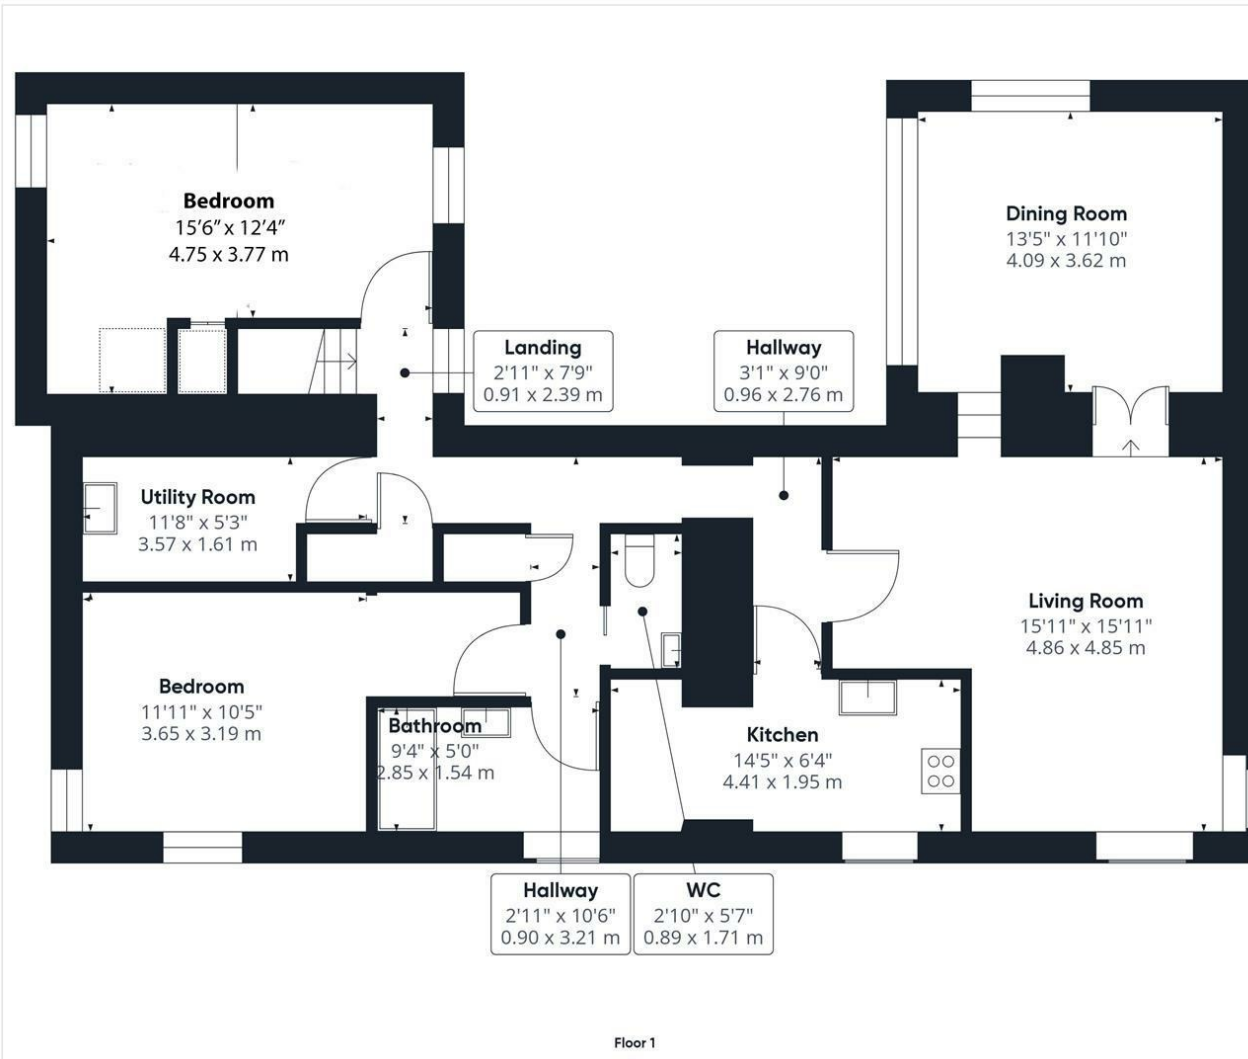 Bedroom
15'6" x 12'4"
4.75 x 3.77 m
Dining Room
13'5" x 11'10"
4.09 x 3.62 m
Landing
2'11" x 7'9"
0.91 x 2.39 m
Hallway
3'1" x 9'0"
0.96 x 2.76 m
Utility Room
11'8" x 5'3"
3.57 x 1.61 m
Living Room
15'11" x 15'11"
4.86 x 4.85 m
Bedroom
11'11" x 10'5"
3.65 x 3.19 m
Bathroom
9'4" x 5'0"
2.85 x 1.54 m
Kitchen
14'5" x 6'4"
4.41 x 1.95 m
Hallway
2'11" x 10'6"
0.90 x 3.21 m
WC
2'10" x 5'7"
0.89 x 1.71 m
Floor 1